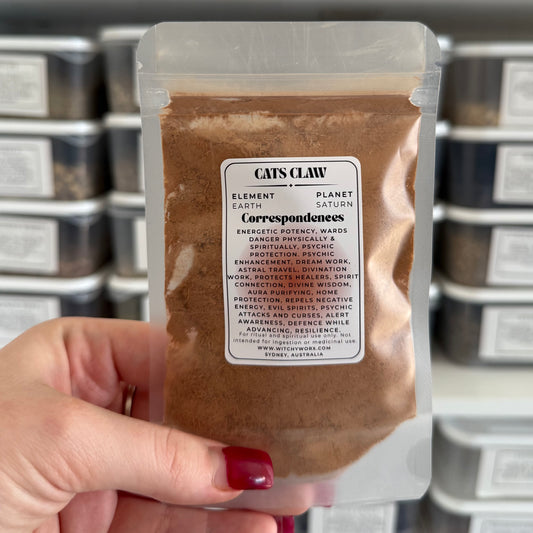 CATS CLAW
ELEMENT PLANET
EARTH SATURN
Correspondences
ENERGETIC POTENCY, WARDS
DANGER PHYSICALLY &
SPIRITUALLY, PSYCHIC
PROTECTION. PSYCHIC
ENHANCEMENT, DREAM WORK,
ASTRAL TRAVEL, DIVINATION
WORK, PROTECTS HEALERS, SPIRIT
CONNECTION, DIVINE WISDOM,
AURA PURIFYING, HOME
PROTECTION, REPELS NEGATIVE
ENERGY, EVIL SPIRITS, PSYCHIC
ATTACKS AND CURSES, ALERT
AWARENESS, DEFENCE WHILE
ADVANCING, RESILIENCE.
For ritual and spiritual use only. Not
intended for ingestion or medicinal use.
WWW.WITCHYWORX.COM
SYDNEY, AUSTRALIA